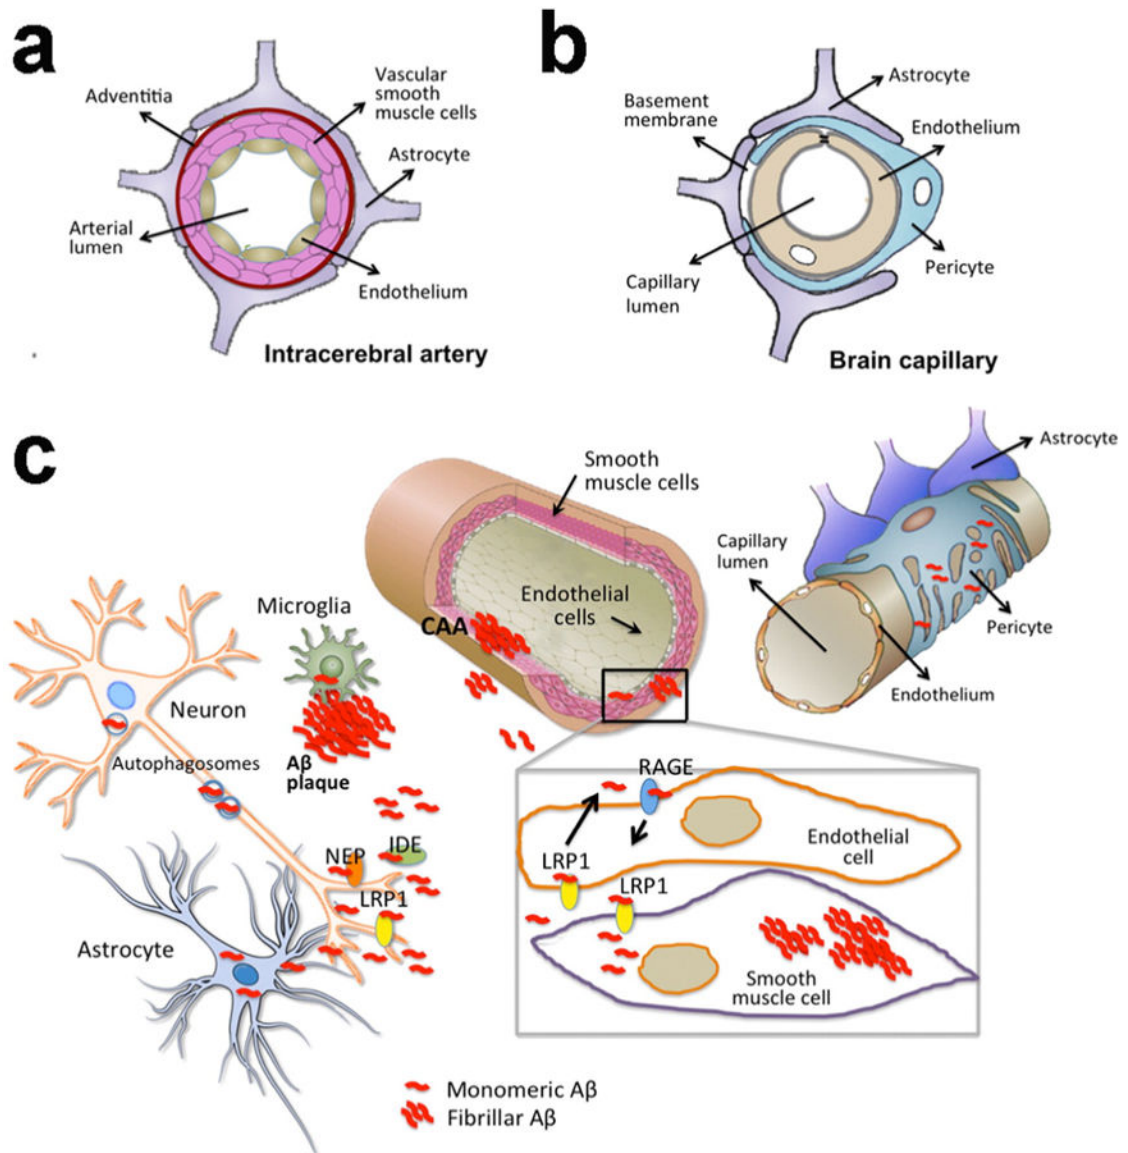 a
Adventitia
Vascular
smooth
muscle cells
Astrocyte
Arterial
lumen
Endothelium
Intracerebral artery
b
Astrocyte
Basement
membrane
Endothelium
Capillary
lumen
Pericyte
Brain capillary
c
Smooth
muscle cells
Endothelial
cells
CAA
Astrocyte
Capillary
lumen
Pericyte
Endothelium
Microglia
Neuron
Autophagosomes
Aβ
plaque
NEP
IDE
LRP1
Astrocyte
RAGE
LRP1
Endothelial
cell
LRP1
Smooth
muscle cell
Monomeric Aβ
Fibrillar Aβ